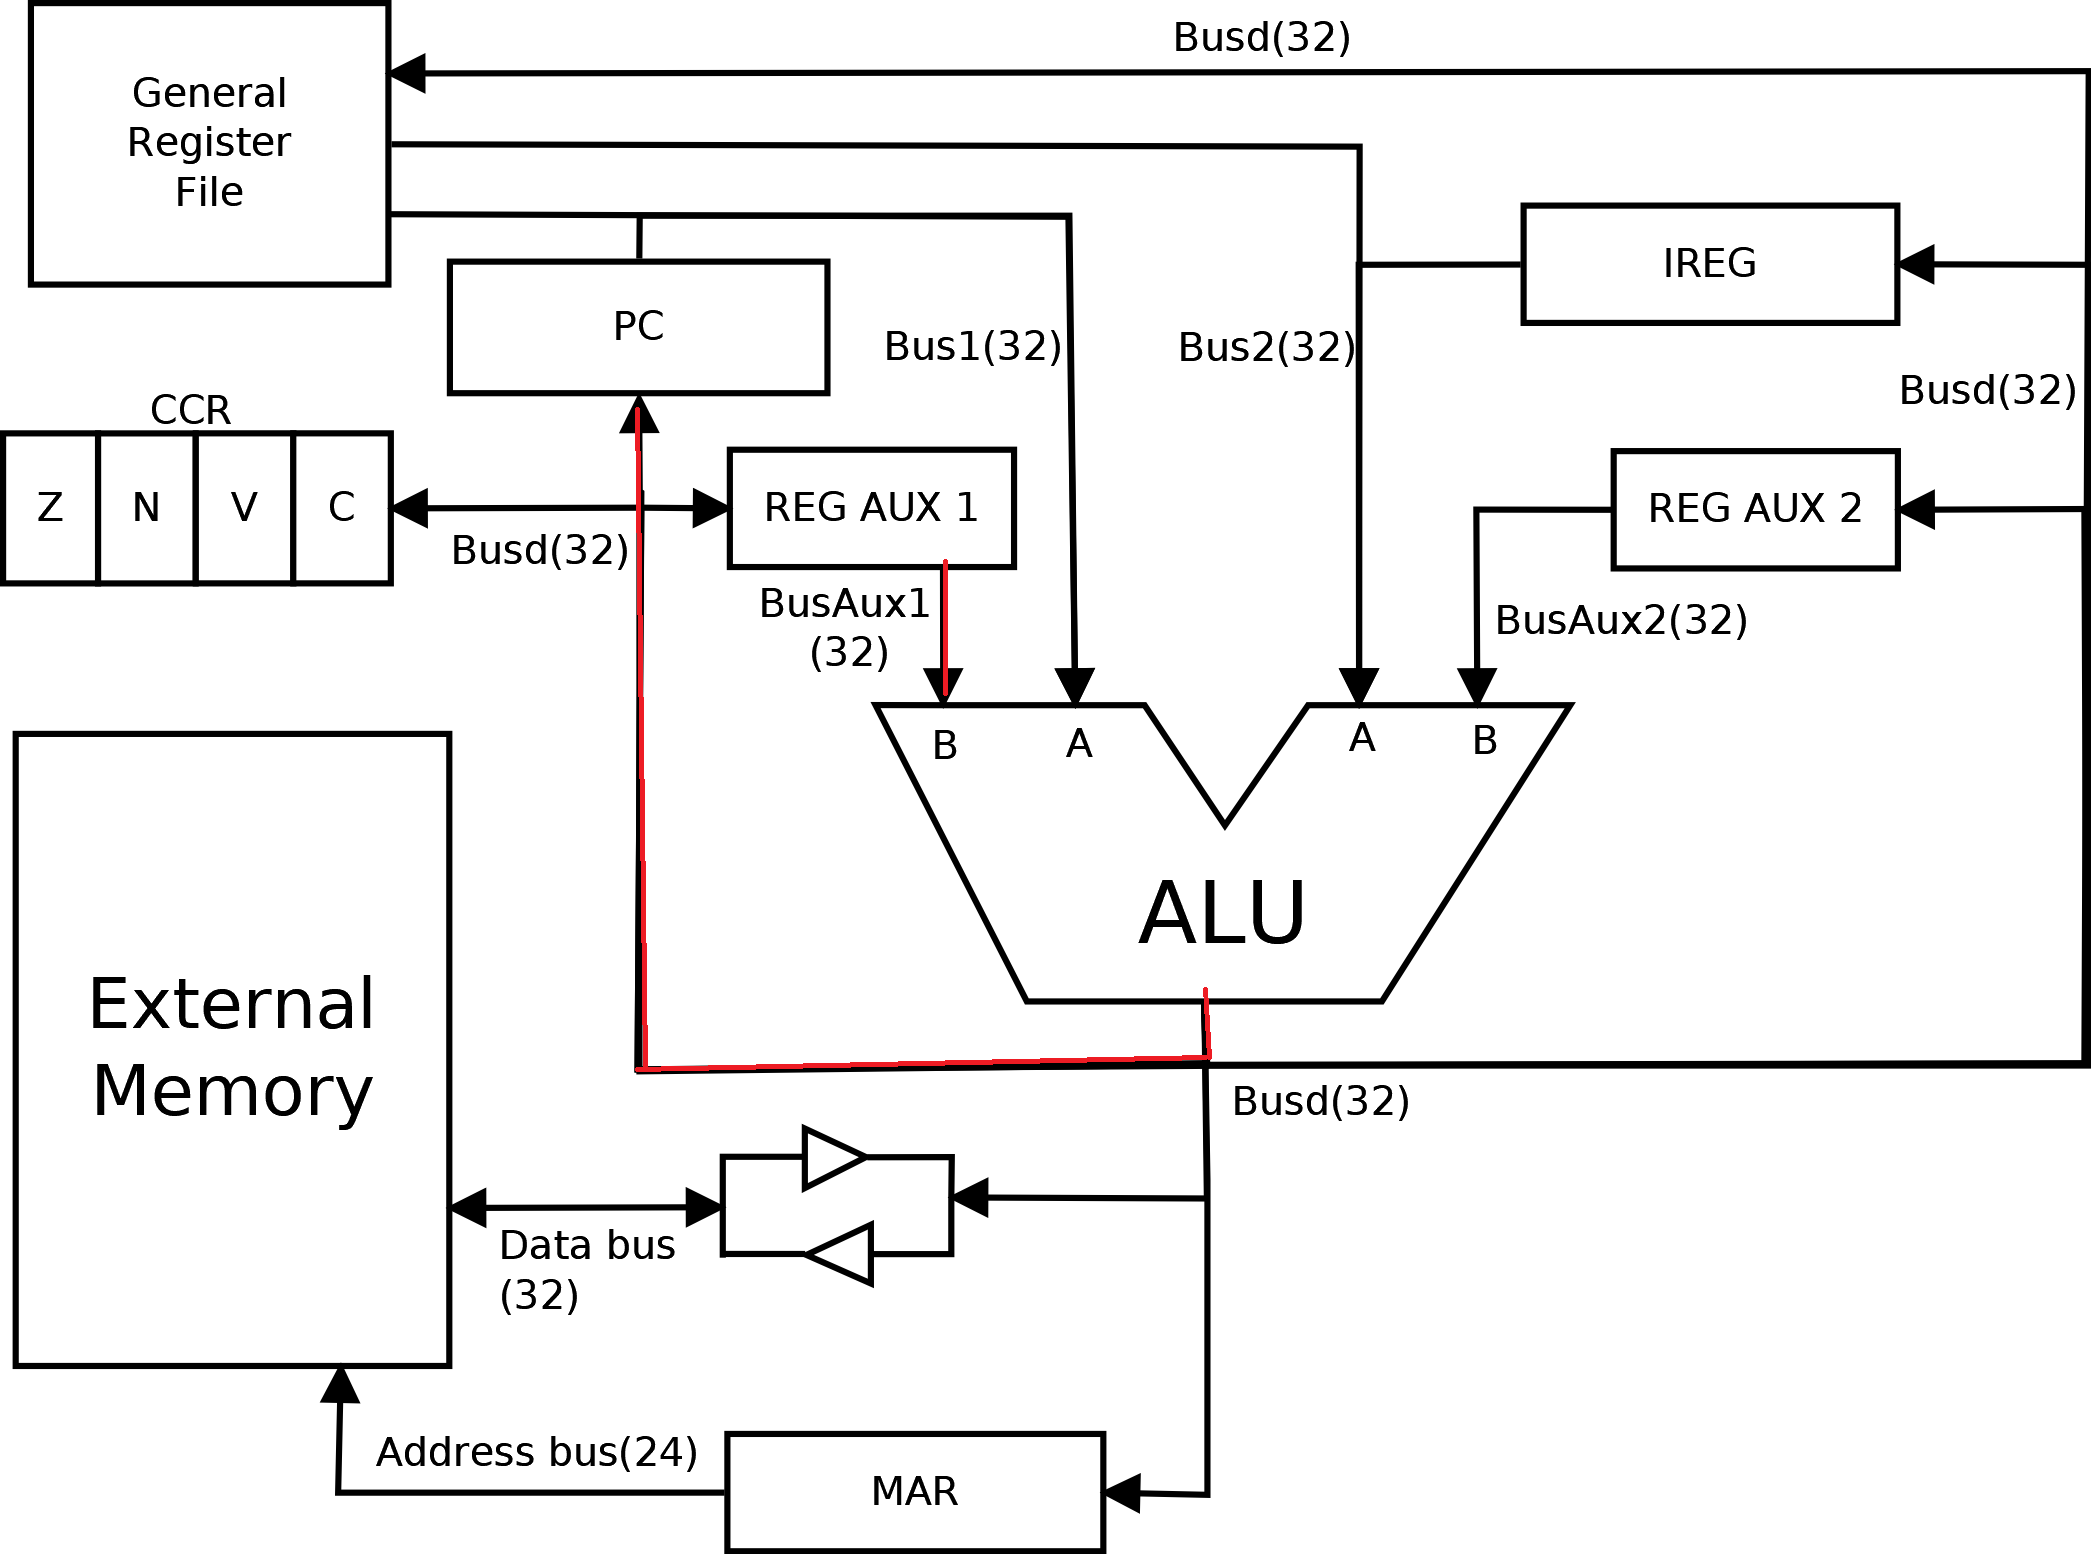 Busd(32)
General
Register
File
IREG
PC
Bus1(32)
Bus2(32)
Busd(32)
CCR
Z N V C
Busd(32)
REG AUX 1
REG AUX 2
BusAux1
(32)
BusAux2(32)
B A A B
ALU
External
Memory
Busd(32)
Data bus
(32)
Address bus(24)
MAR